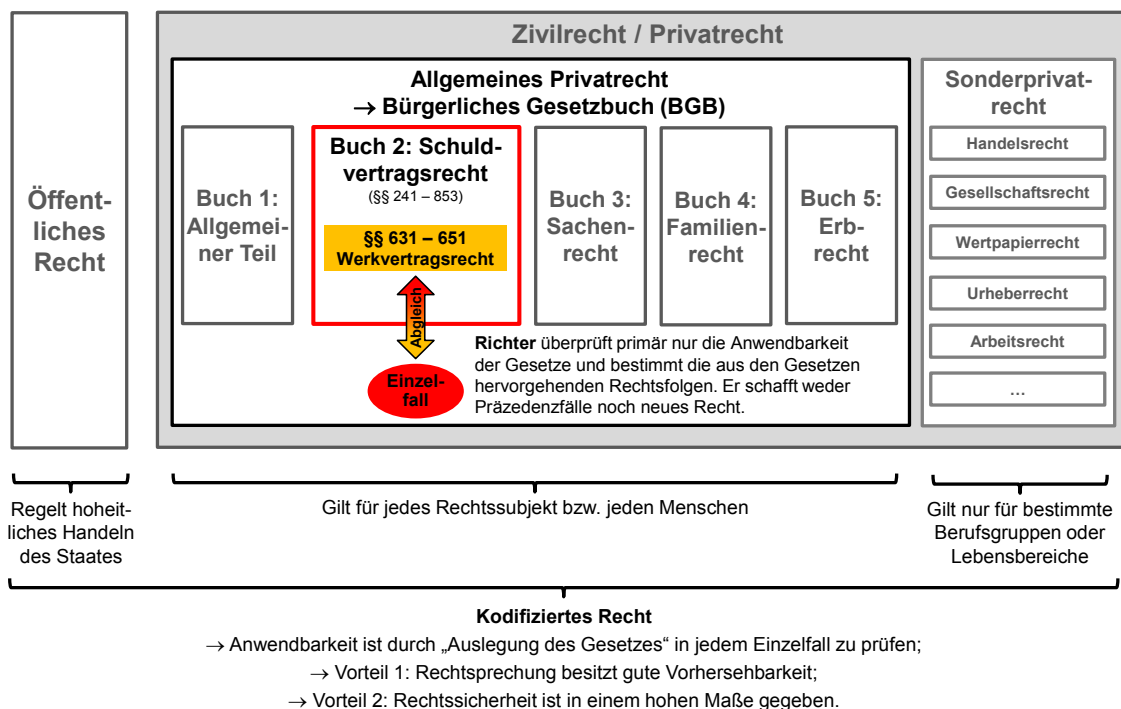 Zivilrecht / Privatrecht
Öffent-
liches
Recht
Allgemeines Privatrecht
→ Bürgerliches Gesetzbuch (BGB)
Buch 1:
Allgemei-
ner Teil
Buch 2: Schuld-
vertragsrecht
(§§ 241 – 853)
§§ 631 – 651
Werkvertragsrecht
Abgleich
Einzel-
fall
Buch 3:
Sachen-
recht
Buch 4:
Familien-
recht
Buch 5:
Erb-
recht
Richter überprüft primär nur die Anwendbarkeit
der Gesetze und bestimmt die aus den Gesetzen
hervorgehenden Rechtsfolgen. Er schafft weder
Präzedenzfälle noch neues Recht.
Sonderprivat-
recht
Handelsrecht
Gesellschaftsrecht
Wertpapierrecht
Urheberrecht
Arbeitsrecht
...
Regelt hoheit-
liches Handeln
des Staates
Gilt für jedes Rechtssubjekt bzw. jeden Menschen
Gilt nur für bestimmte
Berufsgruppen oder
Lebensbereiche
Kodifiziertes Recht
→ Anwendbarkeit ist durch „Auslegung des Gesetzes“ in jedem Einzelfall zu prüfen;
→ Vorteil 1: Rechtsprechung besitzt gute Vorhersehbarkeit;
→ Vorteil 2: Rechtssicherheit ist in einem hohen Maße gegeben.